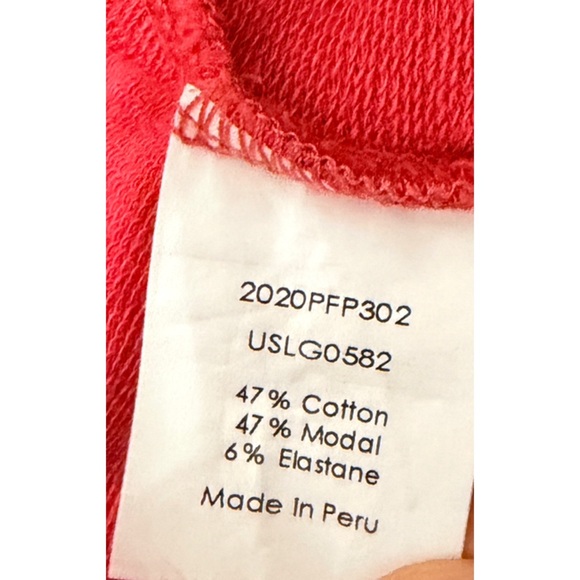 2020PFP302
USLG0582
47% Cotton
47% Modal
6% Elastane
Made In Peru